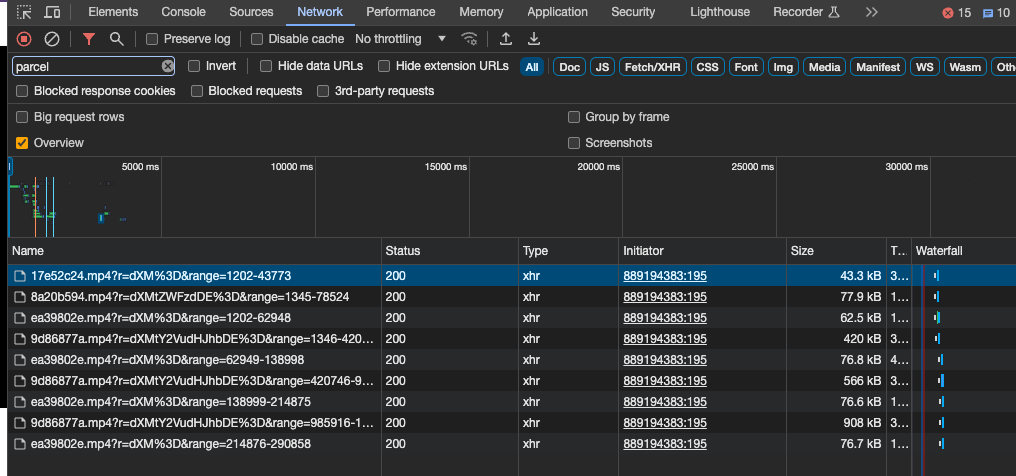 Elements Console Sources Network Performance Memory Application Security Lighthouse Recorder 15 10
Preserve log Disable cache No throttling
parcel Invert Hide data URLs Hide extension URLs All Doc JS Fetch/XHR CSS Font Img Media Manifest WS Wasm Oth
Blocked response cookies Blocked requests 3rd-party requests
Big request rows Group by frame
Overview Screenshots
5000 ms 10000 ms 15000 ms 20000 ms 25000 ms 30000 ms
Name Status Type Initiator Size T... Waterfall
17e52c24.mp4?r=dXM%3D&range=1202-43773 200 xhr 889194383:195 43.3 kB 3...
8a20b594.mp4?r=dXMtZWFzdDE%3D&range=1345-78524 200 xhr 889194383:195 77.9 kB 1...
ea39802e.mp4?r=dXM%3D&range=1202-62948 200 xhr 889194383:195 62.5 kB 1...
9d86877a.mp4?r=dXMtY2VudHJhbDE%3D&range=1346-420... 200 xhr 889194383:195 420 kB 3...
ea39802e.mp4?r=dXM%3D&range=62949-138998 200 xhr 889194383:195 76.8 kB 4...
9d86877a.mp4?r=dXMtY2VudHJhbDE%3D&range=420746-9... 200 xhr 889194383:195 566 kB 3...
ea39802e.mp4?r=dXM%3D&range=138999-214875 200 xhr 889194383:195 76.6 kB 1...
9d86877a.mp4?r=dXMtY2VudHJhbDE%3D&range=985916-1... 200 xhr 889194383:195 908 kB 3...
ea39802e.mp4?r=dXM%3D&range=214876-290858 200 xhr 889194383:195 76.7 kB 1...